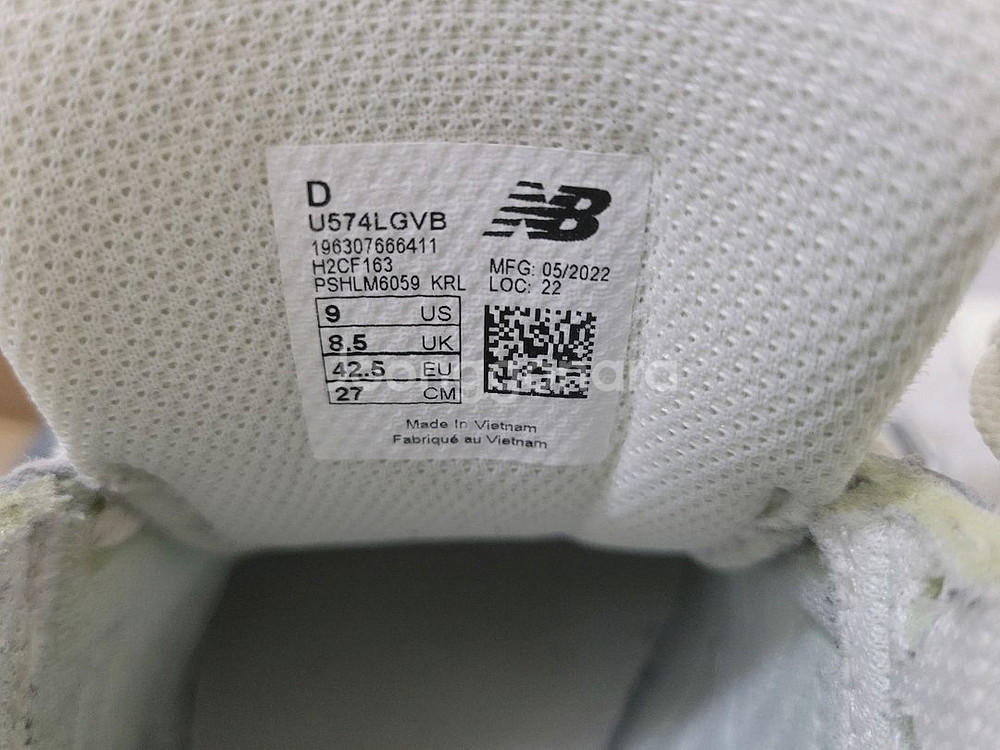 D
U574LGVB
196307666411
H2CF163
PSHLM6059 KRL
NB
MFG: 05/2022
LOC: 22
9 US
8.5 UK
42.5 EU
27 CM
Made In Vietnam
Fabriqué au Vietnam